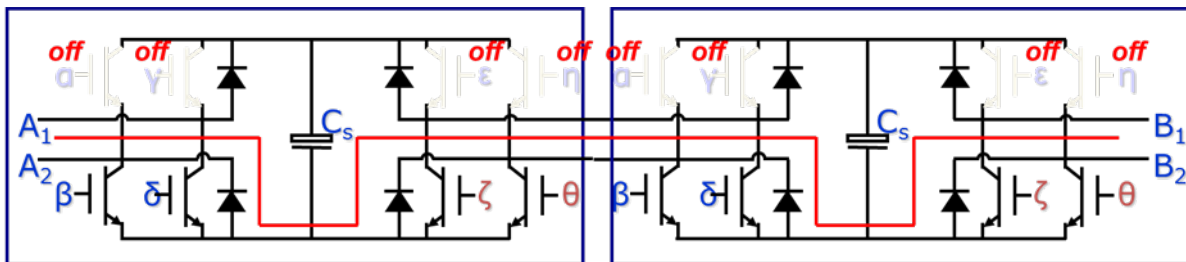 off off off off off off off off
α γ ε η α γ ε η
A1 Cs Cs B1
A2 B2
β δ ζ θ β δ ζ θ